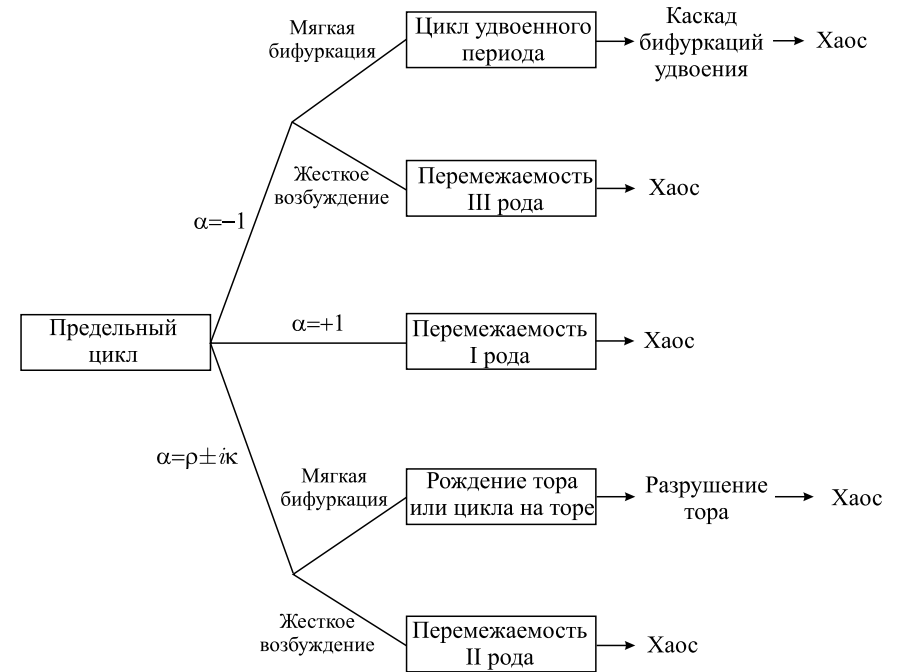 Мягкая
бифуркация
Цикл удвоенного
периода
Каскад
бифуркаций
удвоения
Хаос
Жесткое
возбуждение
Перемежаемость
III рода
Хаос
α=−1
Предельный
цикл
α=+1
Перемежаемость
I рода
Хаос
α=ρ±iκ
Мягкая
бифуркация
Рождение тора
или цикла на торе
Разрушение
тора
Хаос
Жесткое
возбуждение
Перемежаемость
II рода
Хаос